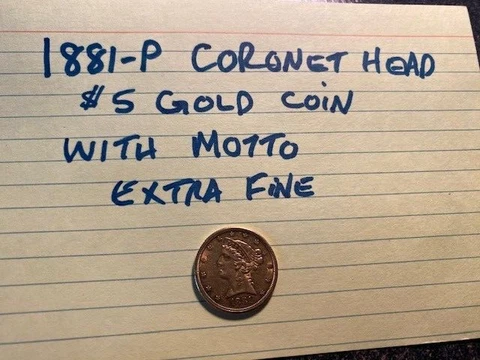 1881-P CORONET HEAD
$5 GOLD COIN
WITH MOTTO
EXTRA FINE